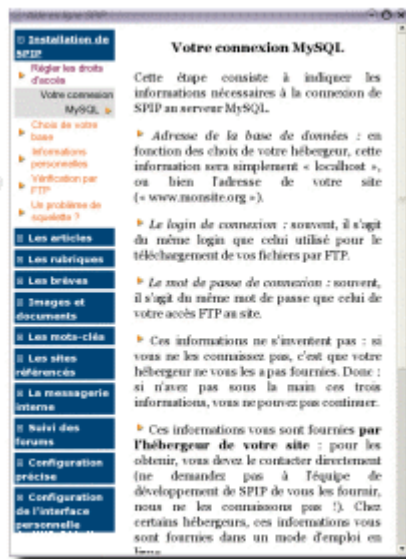 Aide en ligne SPIP
Installation de
SPIP
Régler les droits
d'accès
Votre connexion
MySQL
Choix de votre
base
Informations
personnelles
Vérification par
FTP
Un problème de
squelette ?
Les articles
Les rubriques
Les brèves
Images et
documents
Les mots-clés
Les sites
référencés
La messagerie
interne
Suivi des
forums
Configuration
précise
Configuration
de l'interface
personnelle
Votre connexion MySQL
Cette étape consiste à indiquer les
informations nécessaires à la connexion de
SPIP au serveur MySQL.
Adresse de la base de données : en
fonction des choix de votre hébergeur, cette
information sera simplement « localhost »,
ou bien l'adresse de votre site
(« www.monsite.org »).
Le login de connexion : souvent, il s'agit
du même login que celui utilisé pour le
téléchargement de vos fichiers par FTP.
Le mot de passe de connexion : souvent,
il s'agit du même mot de passe que celui de
votre accès FTP au site.
Ces informations ne s'inventent pas : si
vous ne les connaissez pas, c'est que votre
hébergeur ne vous les a pas fournies. Donc :
si n'avez pas sous la main ces trois
informations, vous ne pouvez pas continuer.
Ces informations vous sont fournies par
l'hébergeur de votre site : pour les
obtenir, vous devez le contacter directement
(ne demandez pas à l'équipe de
développement de SPIP de vous les fournir,
nous ne les connaissons pas !). Chez
certains hébergeurs, ces informations vous
sont fournies dans un mode d'emploi en
ligne